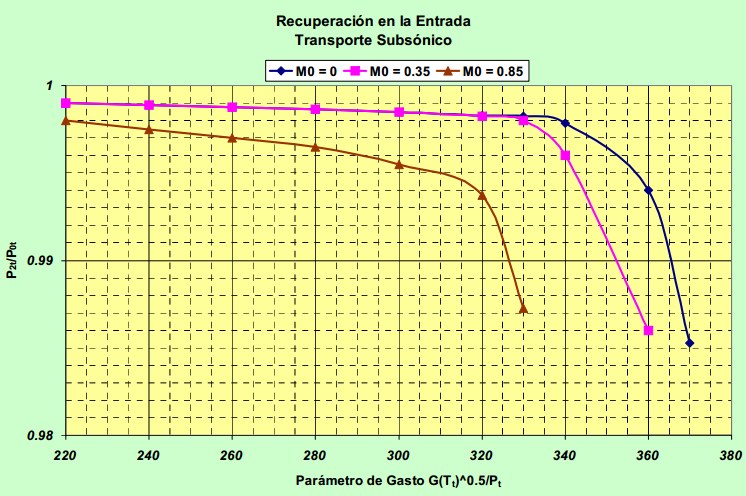 Recuperación en la Entrada
Transporte Subsónico
M0 = 0 M0 = 0.35 M0 = 0.85
1
0.99
0.98
P2t/P0t
220 240 260 280 300 320 340 360 380
Parámetro de Gasto G(Tt)^0.5/Pt